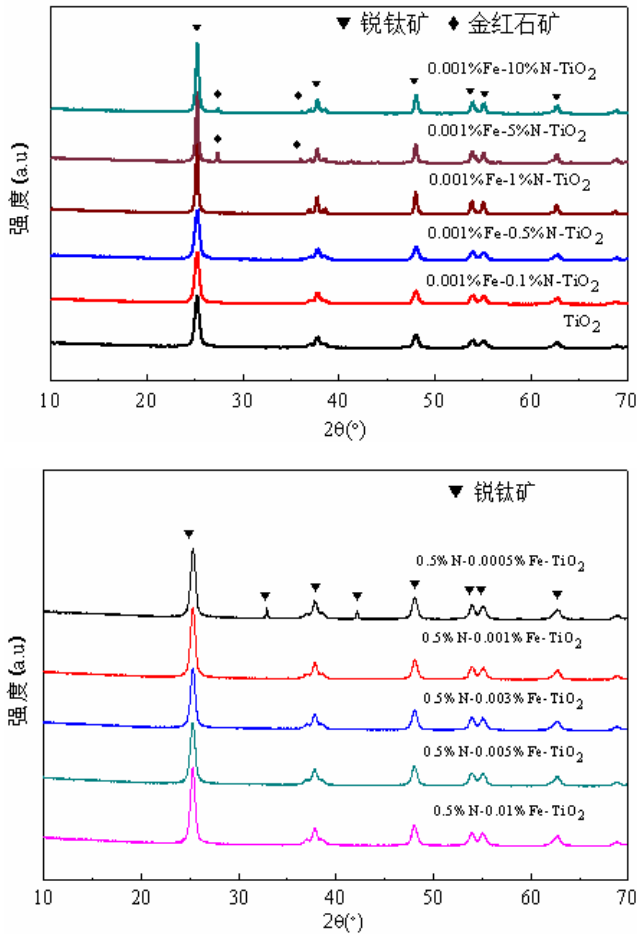 ▼ 锐钛矿 ♦ 金红石矿
0.001%Fe-10%N-TiO2
0.001%Fe-5%N-TiO2
0.001%Fe-1%N-TiO2
0.001%Fe-0.5%N-TiO2
0.001%Fe-0.1%N-TiO2
TiO2
强度 (a.u)
10 20 30 40 50 60 70
2θ(°)
▼ 锐钛矿
0.5% N-0.0005% Fe-TiO2
0.5% N-0.001% Fe-TiO2
0.5% N-0.003% Fe-TiO2
0.5% N-0.005% Fe-TiO2
0.5% N-0.01% Fe-TiO2
强度 (a.u)
10 20 30 40 50 60 70
2θ(°)